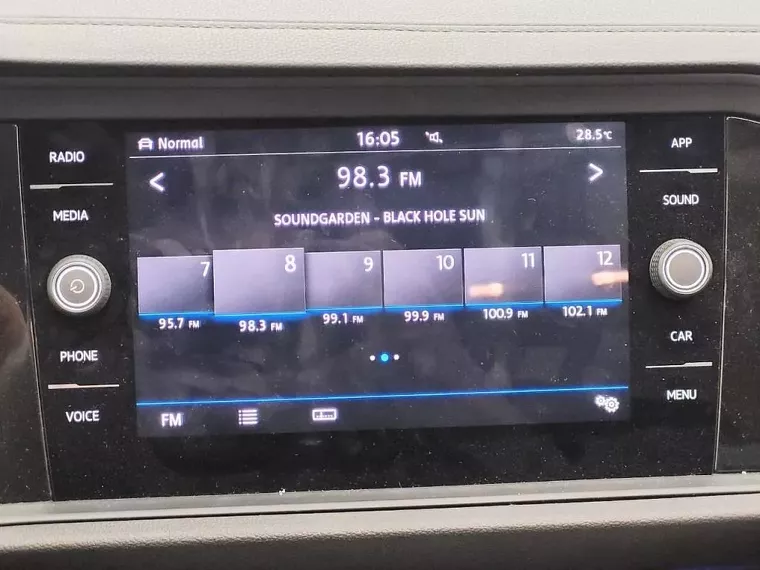 Normal 16:05 28.5°C
98.3 FM
SOUNDGARDEN - BLACK HOLE SUN
7 8 9 10 11 12
95.7 FM 98.3 FM 99.1 FM 99.9 FM 100.9 FM 102.1 FM
FM
RADIO
MEDIA
PHONE
VOICE
APP
SOUND
CAR
MENU